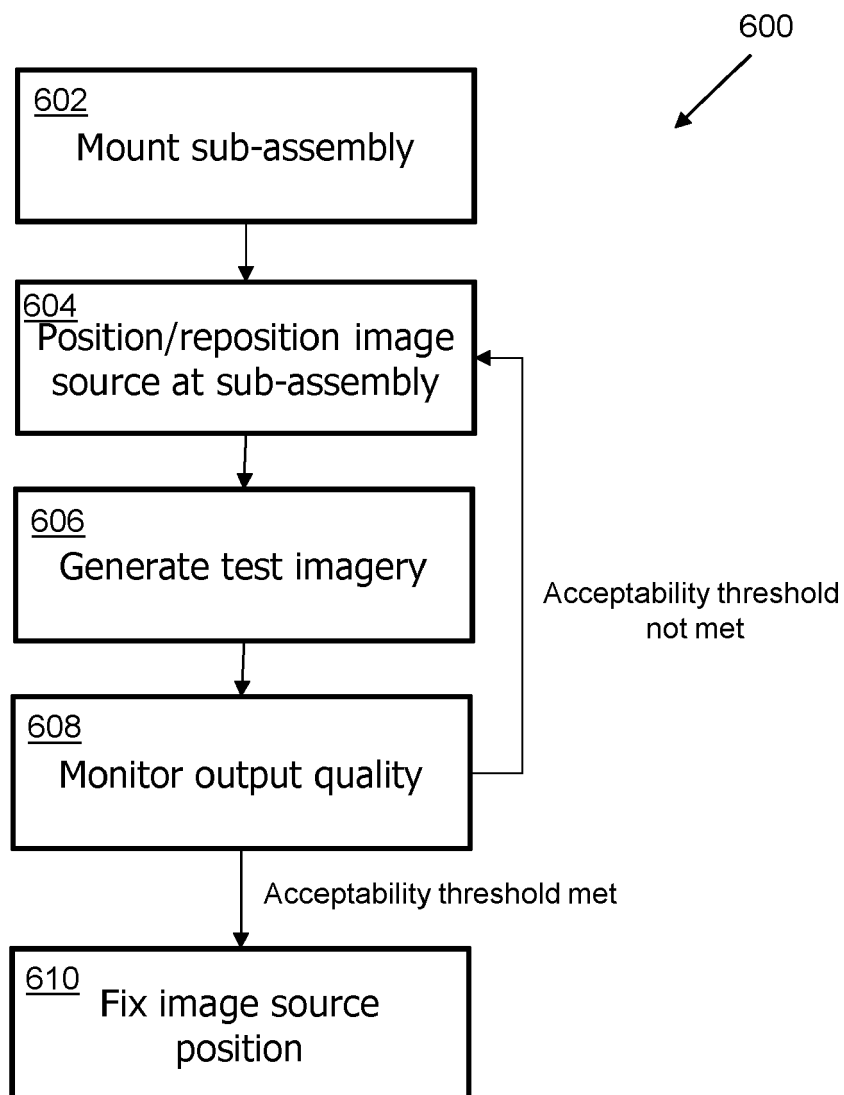 600
602
Mount sub-assembly
604
Position/reposition image
source at sub-assembly
606
Generate test imagery
Acceptability threshold
not met
608
Monitor output quality
Acceptability threshold met
610
Fix image source
position